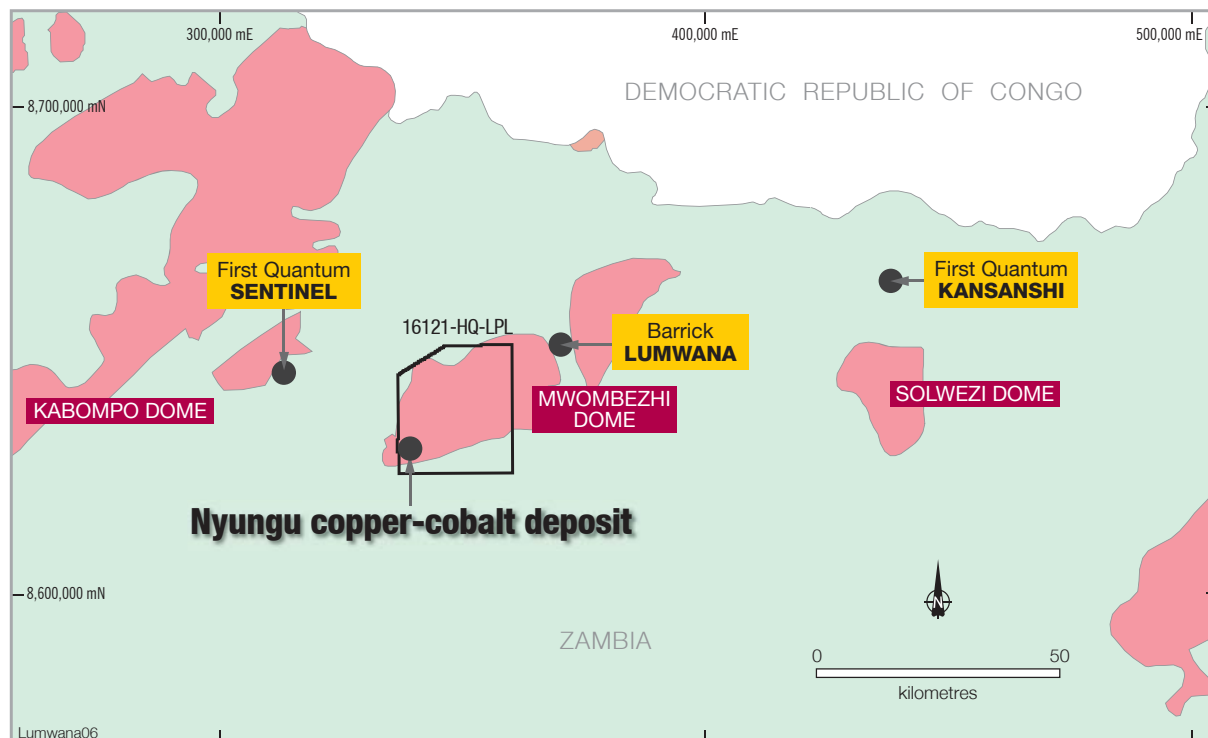 300,000 mE
400,000 mE
500,000 mE
8,700,000 mN
DEMOCRATIC REPUBLIC OF CONGO
First Quantum
SENTINEL
First Quantum
KANSANSHI
16121-HQ-LPL
Barrick
LUMWANA
KABOMPO DOME
MWOMBEZHI
DOME
SOLWEZI DOME
Nyungu copper-cobalt deposit
8,600,000 mN
N
ZAMBIA
0
50
kilometres
Lumwana06